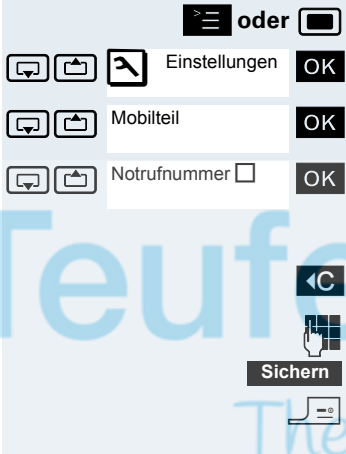 oder
Einstellungen OK
Mobilteil OK
Notrufnummer OK
C
Sichern
Teufe
The